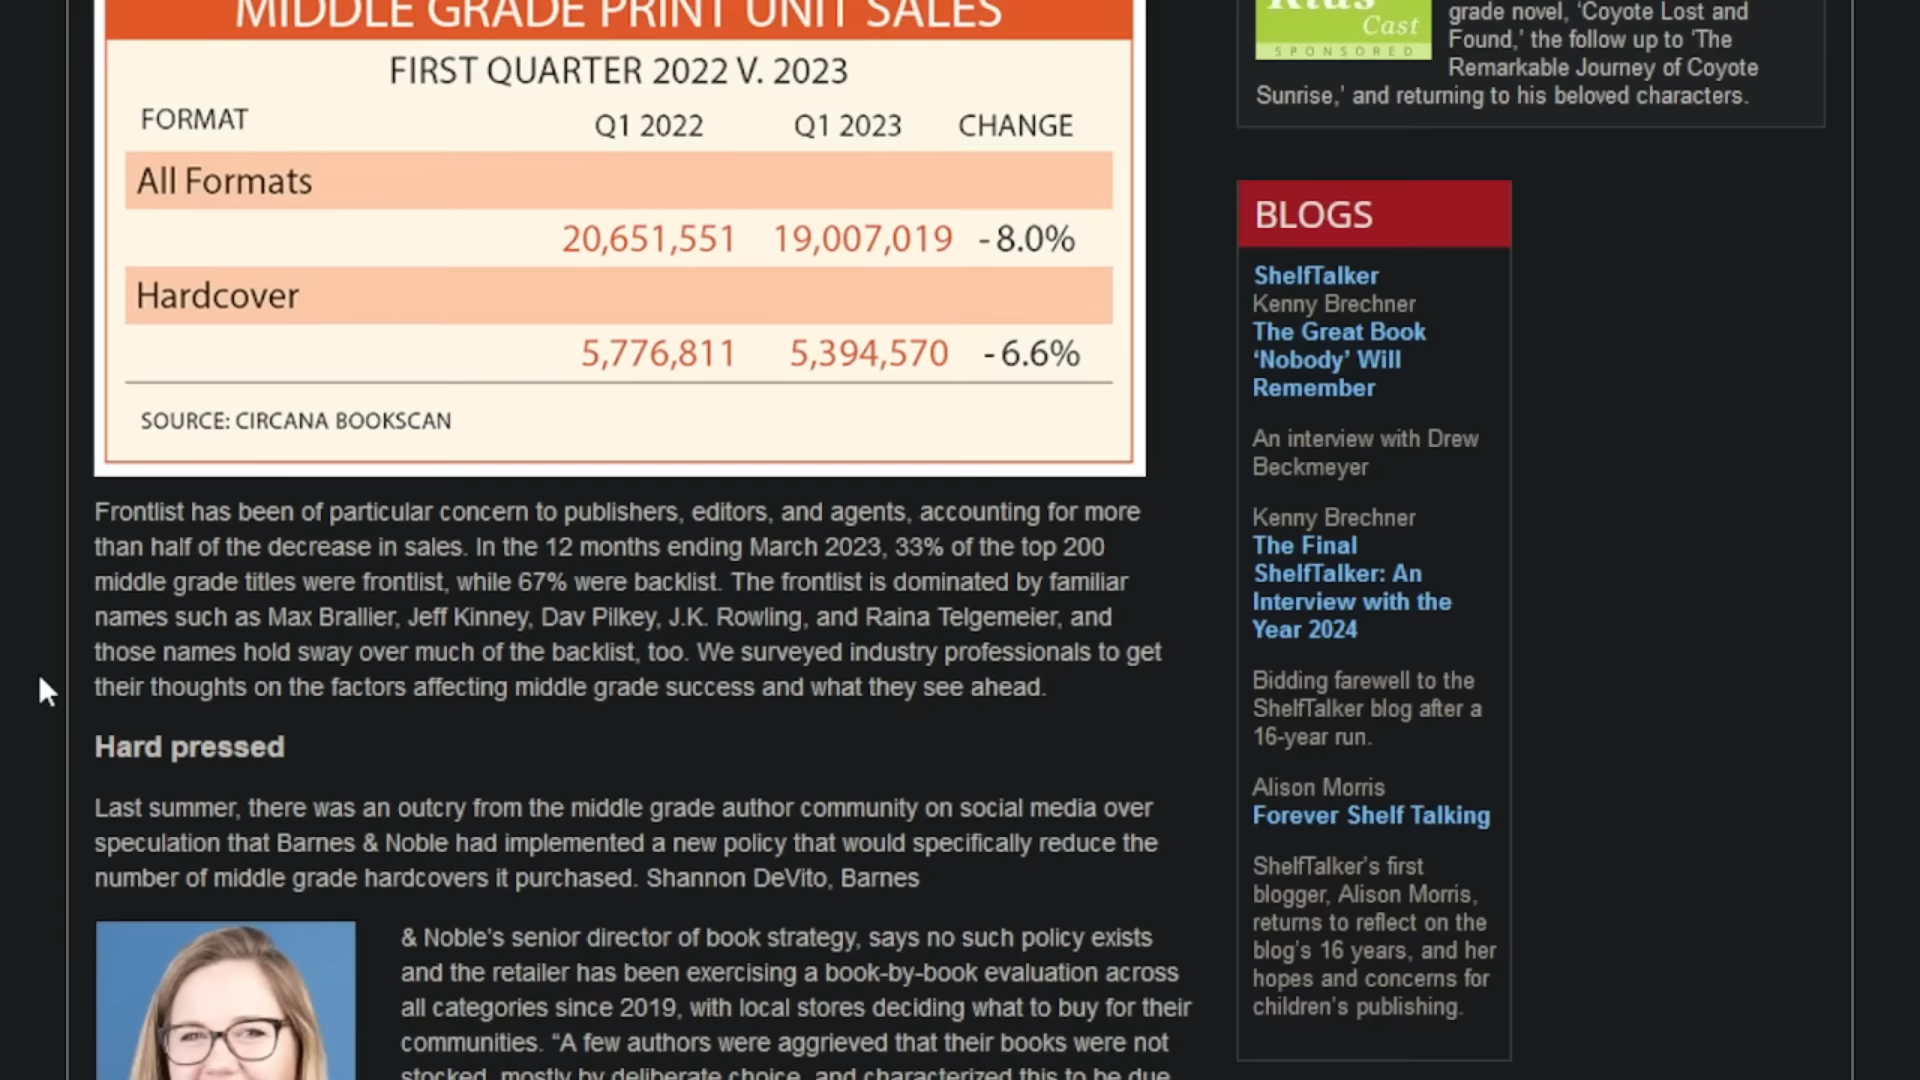 MIDDLE GRADE PRINT UNIT SALES
FIRST QUARTER 2022 V. 2023
FORMAT Q1 2022 Q1 2023 CHANGE
All Formats
20,651,551 19,007,019 -8.0%
Hardcover
5,776,811 5,394,570 -6.6%
SOURCE: CIRCANA BOOKSCAN
Frontlist has been of particular concern to publishers, editors, and agents, accounting for more
than half of the decrease in sales. In the 12 months ending March 2023, 33% of the top 200
middle grade titles were frontlist, while 67% were backlist. The frontlist is dominated by familiar
names such as Max Brallier, Jeff Kinney, Dav Pilkey, J.K. Rowling, and Raina Telgemeier, and
those names hold sway over much of the backlist, too. We surveyed industry professionals to get
their thoughts on the factors affecting middle grade success and what they see ahead.
Hard pressed
Last summer, there was an outcry from the middle grade author community on social media over
speculation that Barnes & Noble had implemented a new policy that would specifically reduce the
number of middle grade hardcovers it purchased. Shannon DeVito, Barnes
& Noble's senior director of book strategy, says no such policy exists
and the retailer has been exercising a book-by-book evaluation across
all categories since 2019, with local stores deciding what to buy for their
communities. “A few authors were aggrieved that their books were not
stocked, mostly by deliberate choice, and characterized this to be due
Kids
Cast
SPONSORED
grade novel, ‘Coyote Lost and
Found,’ the follow up to ‘The
Remarkable Journey of Coyote
Sunrise,’ and returning to his beloved characters.
BLOGS
ShelfTalker
Kenny Brechner
The Great Book
‘Nobody’ Will
Remember
An interview with Drew
Beckmeyer
Kenny Brechner
The Final
ShelfTalker: An
Interview with the
Year 2024
Bidding farewell to the
ShelfTalker blog after a
16-year run.
Alison Morris
Forever Shelf Talking
ShelfTalker's first
blogger, Alison Morris,
returns to reflect on the
blog's 16 years, and her
hopes and concerns for
children's publishing.